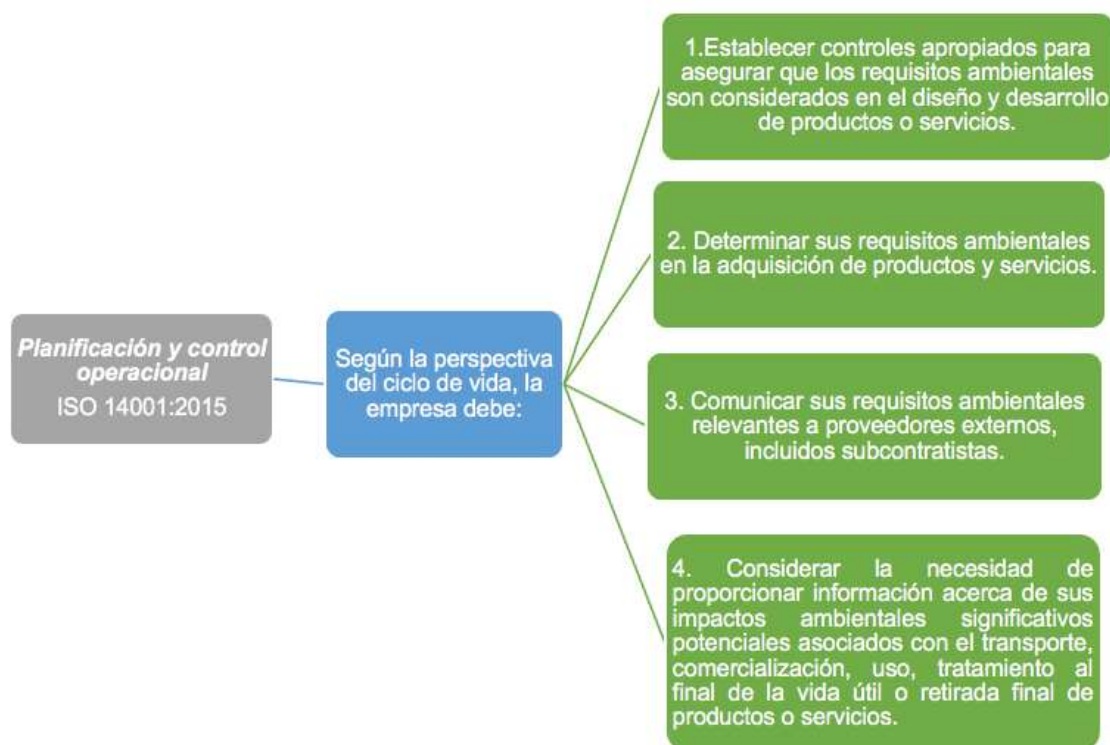 Planificación y control
operacional
ISO 14001:2015
Según la perspectiva
del ciclo de vida, la
empresa debe:
1.Establecer controles apropiados para
asegurar que los requisitos ambientales
son considerados en el diseño y desarrollo
de productos o servicios.
2. Determinar sus requisitos ambientales
en la adquisición de productos y servicios.
3. Comunicar sus requisitos ambientales
relevantes a proveedores externos,
incluidos subcontratistas.
4. Considerar la necesidad de
proporcionar información acerca de sus
impactos ambientales significativos
potenciales asociados con el transporte,
comercialización, uso, tratamiento al
final de la vida útil o retirada final de
productos o servicios.